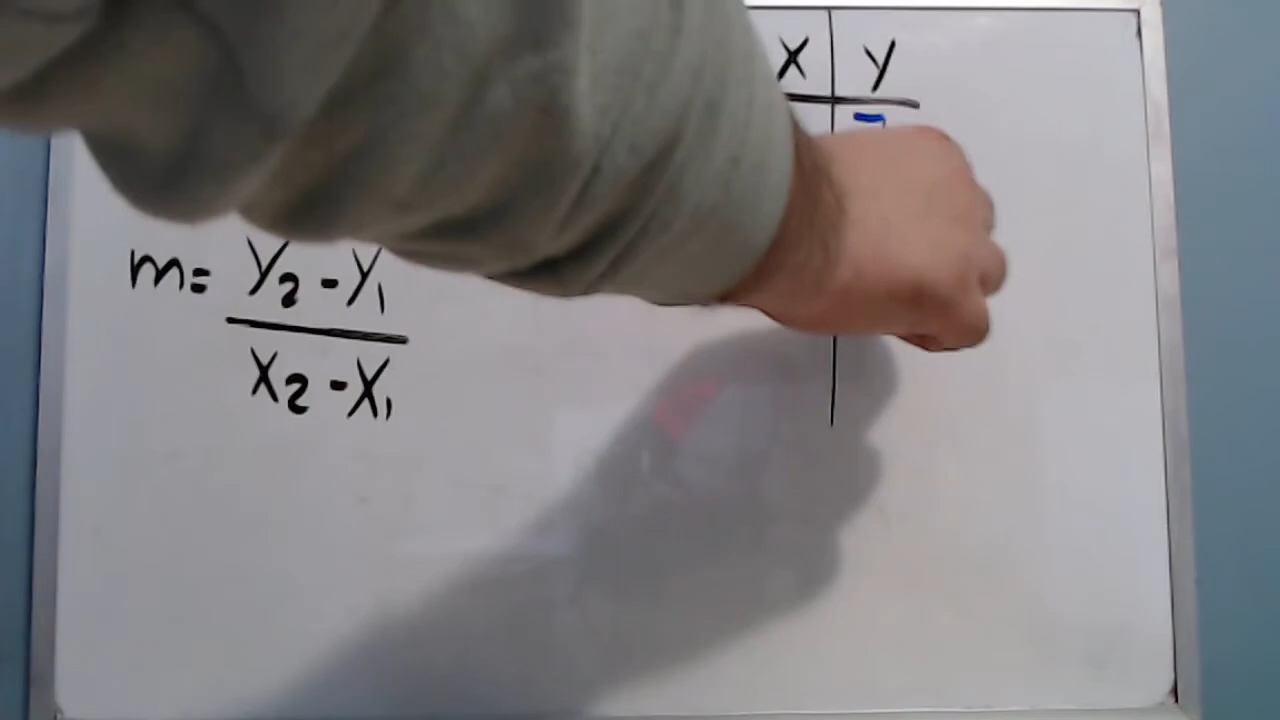 X Y
m= Y₂-Y₁
X₂-X₁